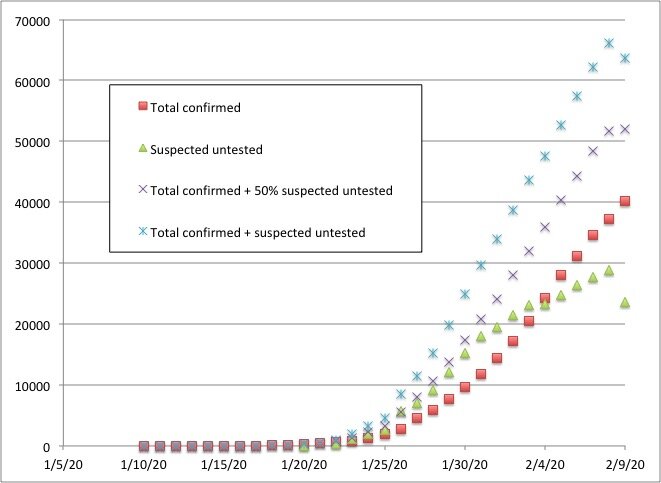 70000
60000
50000
40000
30000
20000
10000
0
Total confirmed
Suspected untested
Total confirmed + 50% suspected untested
Total confirmed + suspected untested
1/5/20 1/10/20 1/15/20 1/20/20 1/25/20 1/30/20 2/4/20 2/9/20